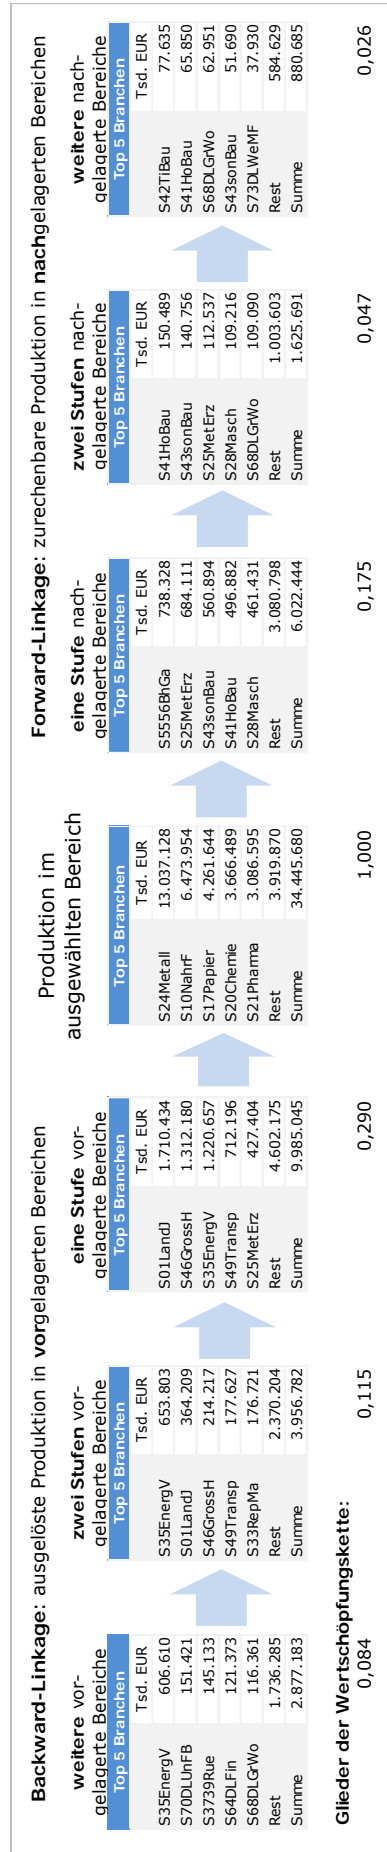 Backward-Linkage: ausgelöste Produktion in vorgelagerten Bereichen
weitere vor-
gelagerte Bereiche
Top 5 Branchen
Tsd. EUR
S35EnergV 606.610
S70DLUnFB 151.421
S3739Rue 145.133
S64DLFin 121.373
S68DLGrWo 116.361
Rest 1.736.285
Summe 2.877.183
zwei Stufen vor-
gelagerte Bereiche
Top 5 Branchen
Tsd. EUR
S35EnergV 653.803
S01LandJ 364.209
S46GrossH 214.217
S49Transp 177.627
S33RepMa 176.721
Rest 2.370.204
Summe 3.956.782
eine Stufe vor-
gelagerte Bereiche
Top 5 Branchen
Tsd. EUR
S01LandJ 1.710.434
S46GrossH 1.312.180
S35EnergV 1.220.657
S49Transp 712.196
S25MetErz 427.404
Rest 4.602.175
Summe 9.985.045
Produktion im
ausgewählten Bereich
Top 5 Branchen
Tsd. EUR
S24Metall 13.037.128
S10NahrF 6.473.954
S17Papier 4.261.644
S20Chemie 3.666.489
S21Pharma 3.086.595
Rest 3.919.870
Summe 34.445.680
Forward-Linkage: zurechenbare Produktion in nachgelagerten Bereichen
eine Stufe nach-
gelagerte Bereiche
Top 5 Branchen
Tsd. EUR
S5556BhGa 738.328
S25MetErz 684.111
S43sonBau 560.894
S41HoBau 496.882
S28Masch 461.431
Rest 3.080.798
Summe 6.022.444
zwei Stufen nach-
gelagerte Bereiche
Top 5 Branchen
Tsd. EUR
S41HoBau 150.489
S43sonBau 140.756
S25MetErz 112.537
S28Masch 109.216
S68DLGrWo 109.090
Rest 1.003.603
Summe 1.625.691
weitere nach-
gelagerte Bereiche
Top 5 Branchen
Tsd. EUR
S42TiBau 77.635
S41HoBau 65.850
S68DLGrWo 62.951
S43sonBau 51.690
S73DLWeMF 37.930
Rest 584.629
Summe 880.685
Glieder der Wertschöpfungskette:
0,084 0,115 0,290 1,000 0,175 0,047 0,026